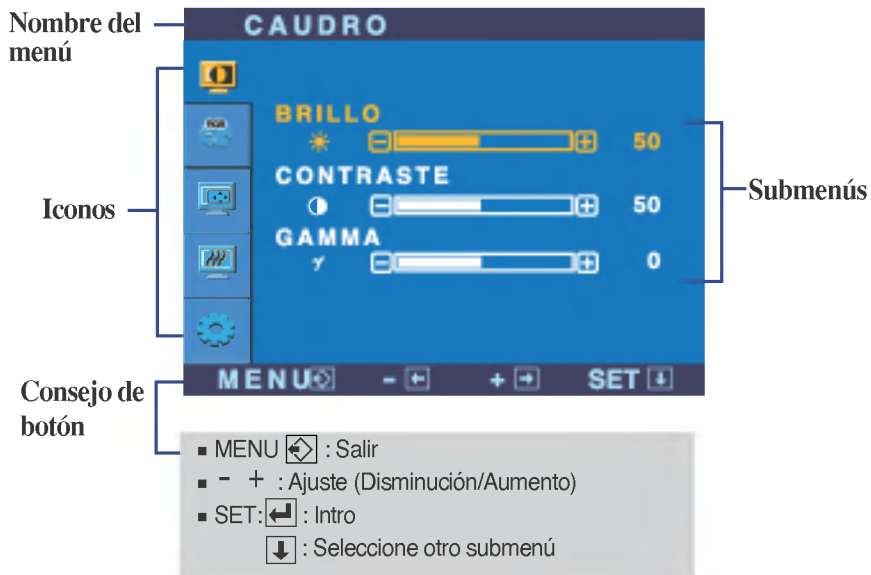 Nombre del
menú
CAUDRO
BRILLO
50
CONTRASTE
50
GAMMA
γ
0
Iconos
Submenús
RGB
Consejo de
botón
MENU - + SET
▪ MENU : Salir
▪ - + : Ajuste (Disminución/Aumento)
▪ SET: : Intro
: Seleccione otro submenú